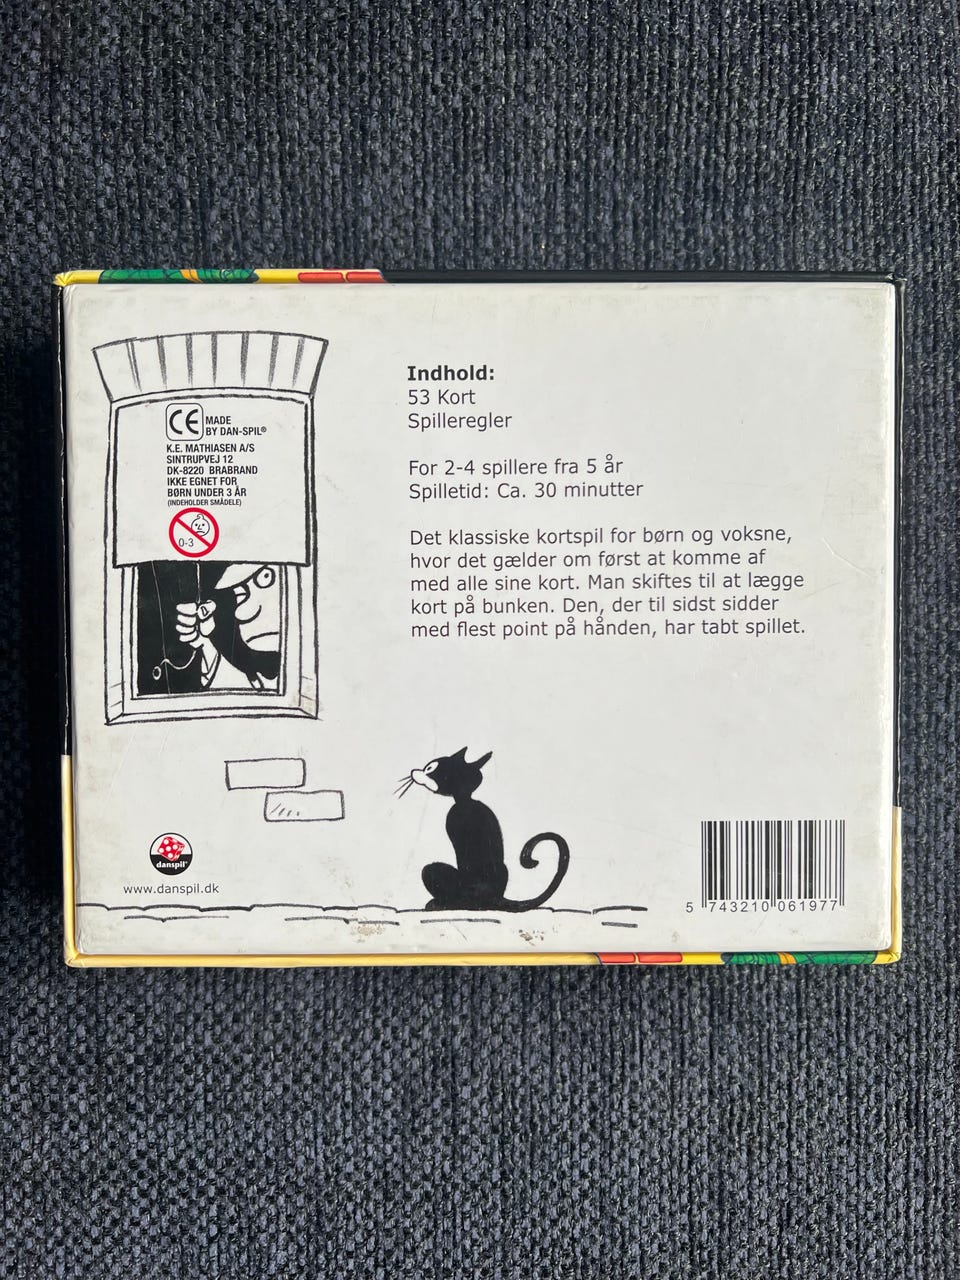 CE MADE
BY DAN-SPIL®
K.E. MATHIASEN A/S
SINTRUPVEJ 12
DK-8220 BRABRAND
IKKE EGNET FOR
BØRN UNDER 3 ÅR
(INDEHOLDER SMÅDELE)
0-3
Indhold:
53 Kort
Spilleregler
For 2-4 spillere fra 5 år
Spilletid: Ca. 30 minutter
Det klassiske kortspil for børn og voksne,
hvor det gælder om først at komme af
med alle sine kort. Man skiftes til at lægge
kort på bunken. Den, der til sidst sidder
med flest point på hånden, har tabt spillet.
danspil®
www.danspil.dk
5 743210 061977